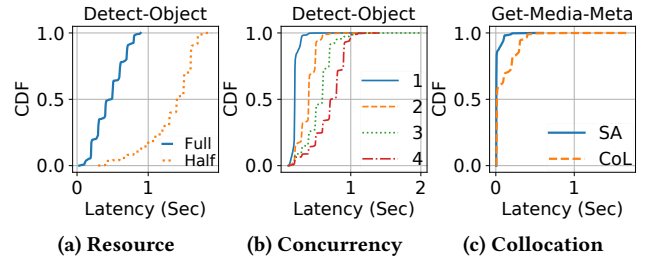 Detect-Object
CDF
1.0
0.5
0.0
Full
Half
0
1
Latency (Sec)
(a) Resource
Detect-Object
CDF
1.0
0.5
0.0
1
2
3
4
0
1
2
Latency (Sec)
(b) Concurrency
Get-Media-Meta
CDF
1.0
0.5
0.0
SA
CoL
0
1
Latency (Sec)
(c) Collocation